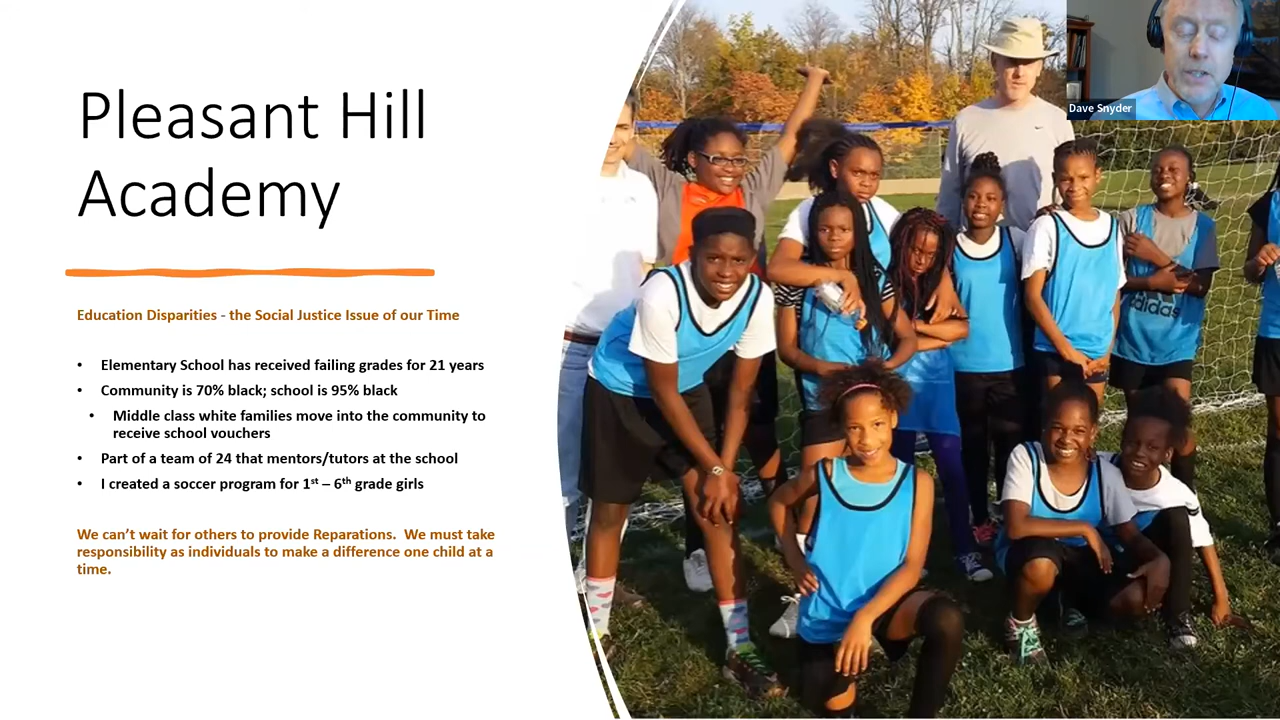 Pleasant Hill
Academy
Education Disparities - the Social Justice Issue of our Time
• Elementary School has received failing grades for 21 years
• Community is 70% black; school is 95% black
• Middle class white families move into the community to
receive school vouchers
• Part of a team of 24 that mentors/tutors at the school
• I created a soccer program for 1st – 6th grade girls
We can't wait for others to provide Reparations.  We must take
responsibility as individuals to make a difference one child at a
time.
Dave Snyder
adidas